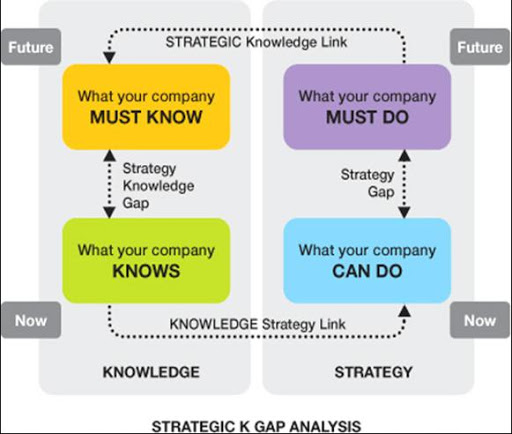 Future
STRATEGIC Knowledge Link
Future
What your company
MUST KNOW
What your company
MUST DO
Strategy
Knowledge
Gap
Strategy
Gap
What your company
KNOWS
What your company
CAN DO
Now
KNOWLEDGE Strategy Link
Now
KNOWLEDGE
STRATEGY
STRATEGIC K GAP ANALYSIS